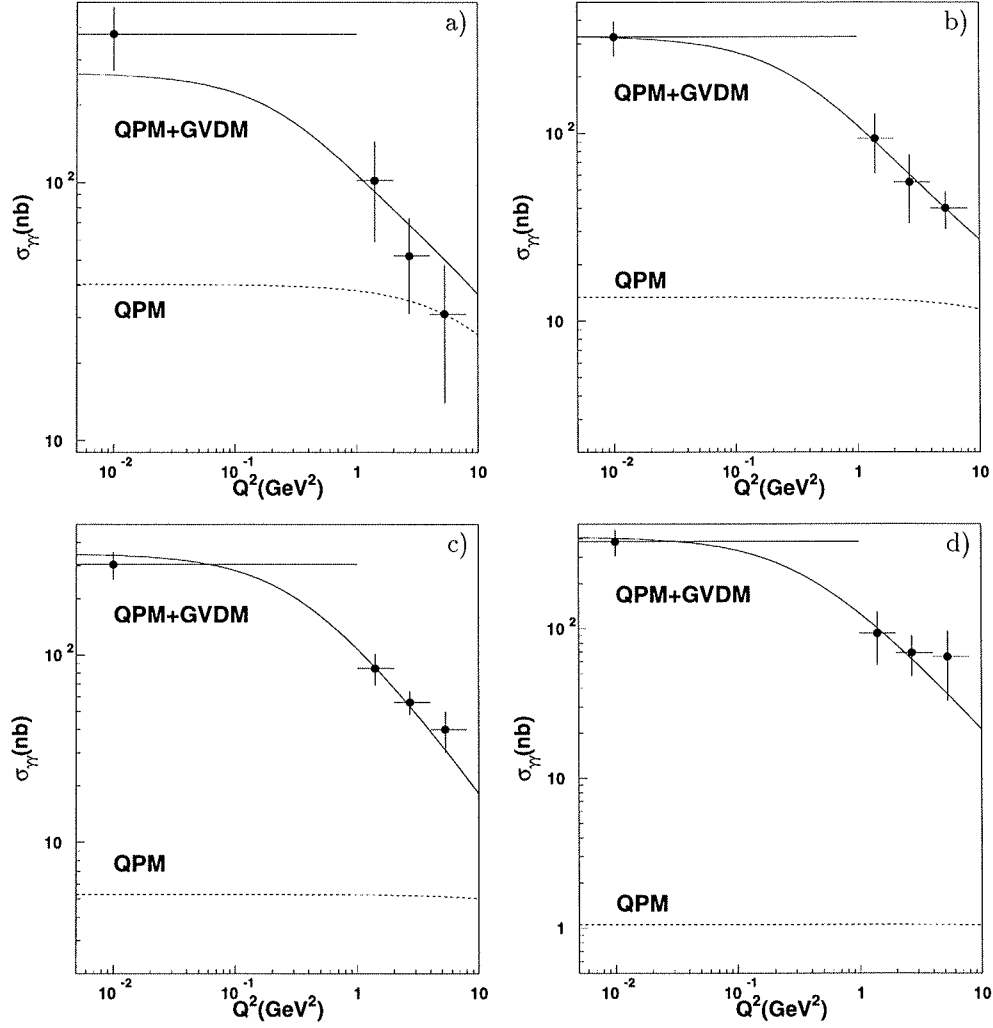 a)
σγγ(nb)
10²
10
QPM+GVDM
QPM
10⁻² 10⁻¹ 1 10
Q²(GeV²)
b)
σγγ(nb)
10²
10
QPM+GVDM
QPM
10⁻² 10⁻¹ 1 10
Q²(GeV²)
c)
σγγ(nb)
10²
10
QPM+GVDM
QPM
10⁻² 10⁻¹ 1 10
Q²(GeV²)
d)
σγγ(nb)
10²
10
1
QPM+GVDM
QPM
10⁻² 10⁻¹ 1 10
Q²(GeV²)